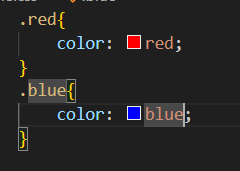 .red{
color: red;
}
.blue{
color: blue;
}